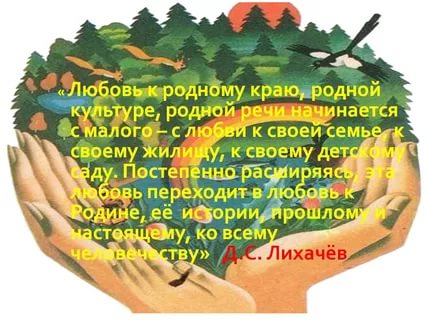 « Любовь к родному краю, родной
культуре, родной речи начинается
с малого – с любви к своей семье, к
своему жилищу, к своему детскому
саду. Постепенно расширяясь, эта
любовь переходит в любовь к
Родине, её истории, прошлому и
настоящему, ко всему
человечеству» Д.С. Лихачёв